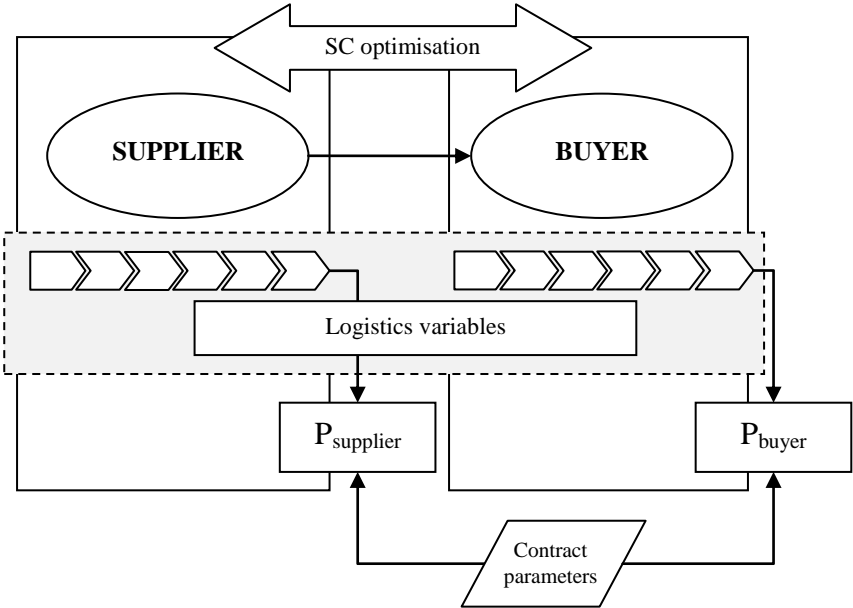 SC optimisation
SUPPLIER
BUYER
Logistics variables
Psupplier
Pbuyer
Contract
parameters